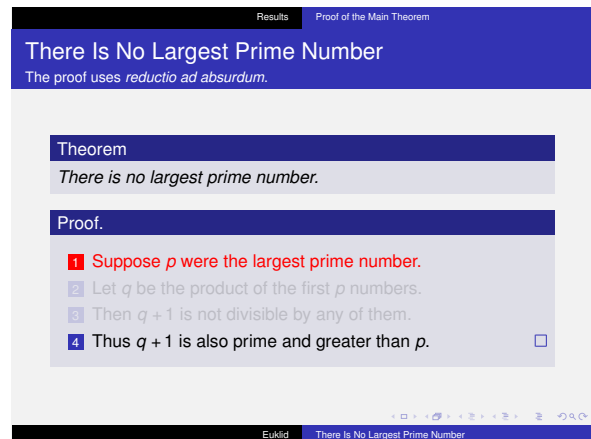 Results Proof of the Main Theorem
There Is No Largest Prime Number
The proof uses reductio ad absurdum.
Theorem
There is no largest prime number.
Proof.
1 Suppose p were the largest prime number.
2 Let q be the product of the first p numbers.
3 Then q + 1 is not divisible by any of them.
4 Thus q + 1 is also prime and greater than p. □
Euklid There Is No Largest Prime Number